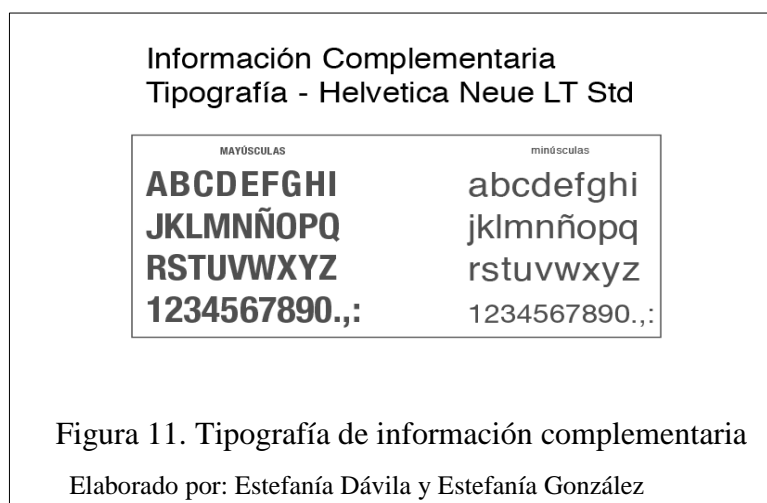 Información Complementaria
Tipografía - Helvetica Neue LT Std
MAYÚSCULAS
ABCDEFGHI
JKLMNÑOPQ
RSTUVWXYZ
1234567890.,:
minúsculas
abcdefghi
jklmnñopq
rstuvwxyz
1234567890.,:
Figura 11. Tipografía de información complementaria
Elaborado por: Estefanía Dávila y Estefanía González